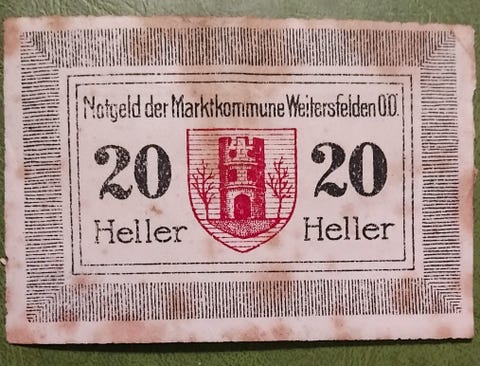 Notgeld der Marktkommune Weitersfelden O.Ö.
20 20
Heller Heller